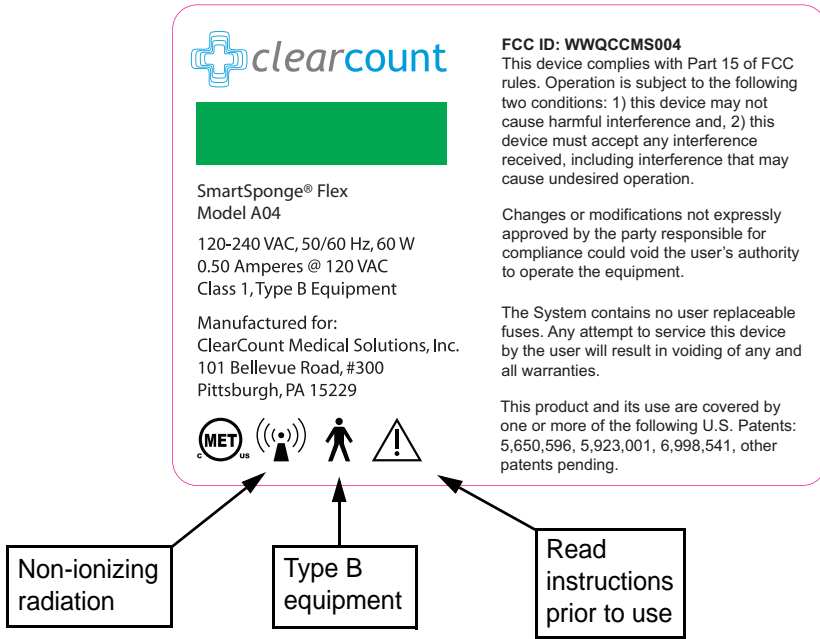 clearcount
SmartSponge® Flex
Model A04
120-240 VAC, 50/60 Hz, 60 W
0.50 Amperes @ 120 VAC
Class 1, Type B Equipment
Manufactured for:
ClearCount Medical Solutions, Inc.
101 Bellevue Road, #300
Pittsburgh, PA 15229
c MET us
FCC ID: WWQCCMS004
This device complies with Part 15 of FCC
rules. Operation is subject to the following
two conditions: 1) this device may not
cause harmful interference and, 2) this
device must accept any interference
received, including interference that may
cause undesired operation.
Changes or modifications not expressly
approved by the party responsible for
compliance could void the user's authority
to operate the equipment.
The System contains no user replaceable
fuses. Any attempt to service this device
by the user will result in voiding of any and
all warranties.
This product and its use are covered by
one or more of the following U.S. Patents:
5,650,596, 5,923,001, 6,998,541, other
patents pending.
Non-ionizing
radiation
Type B
equipment
Read
instructions
prior to use